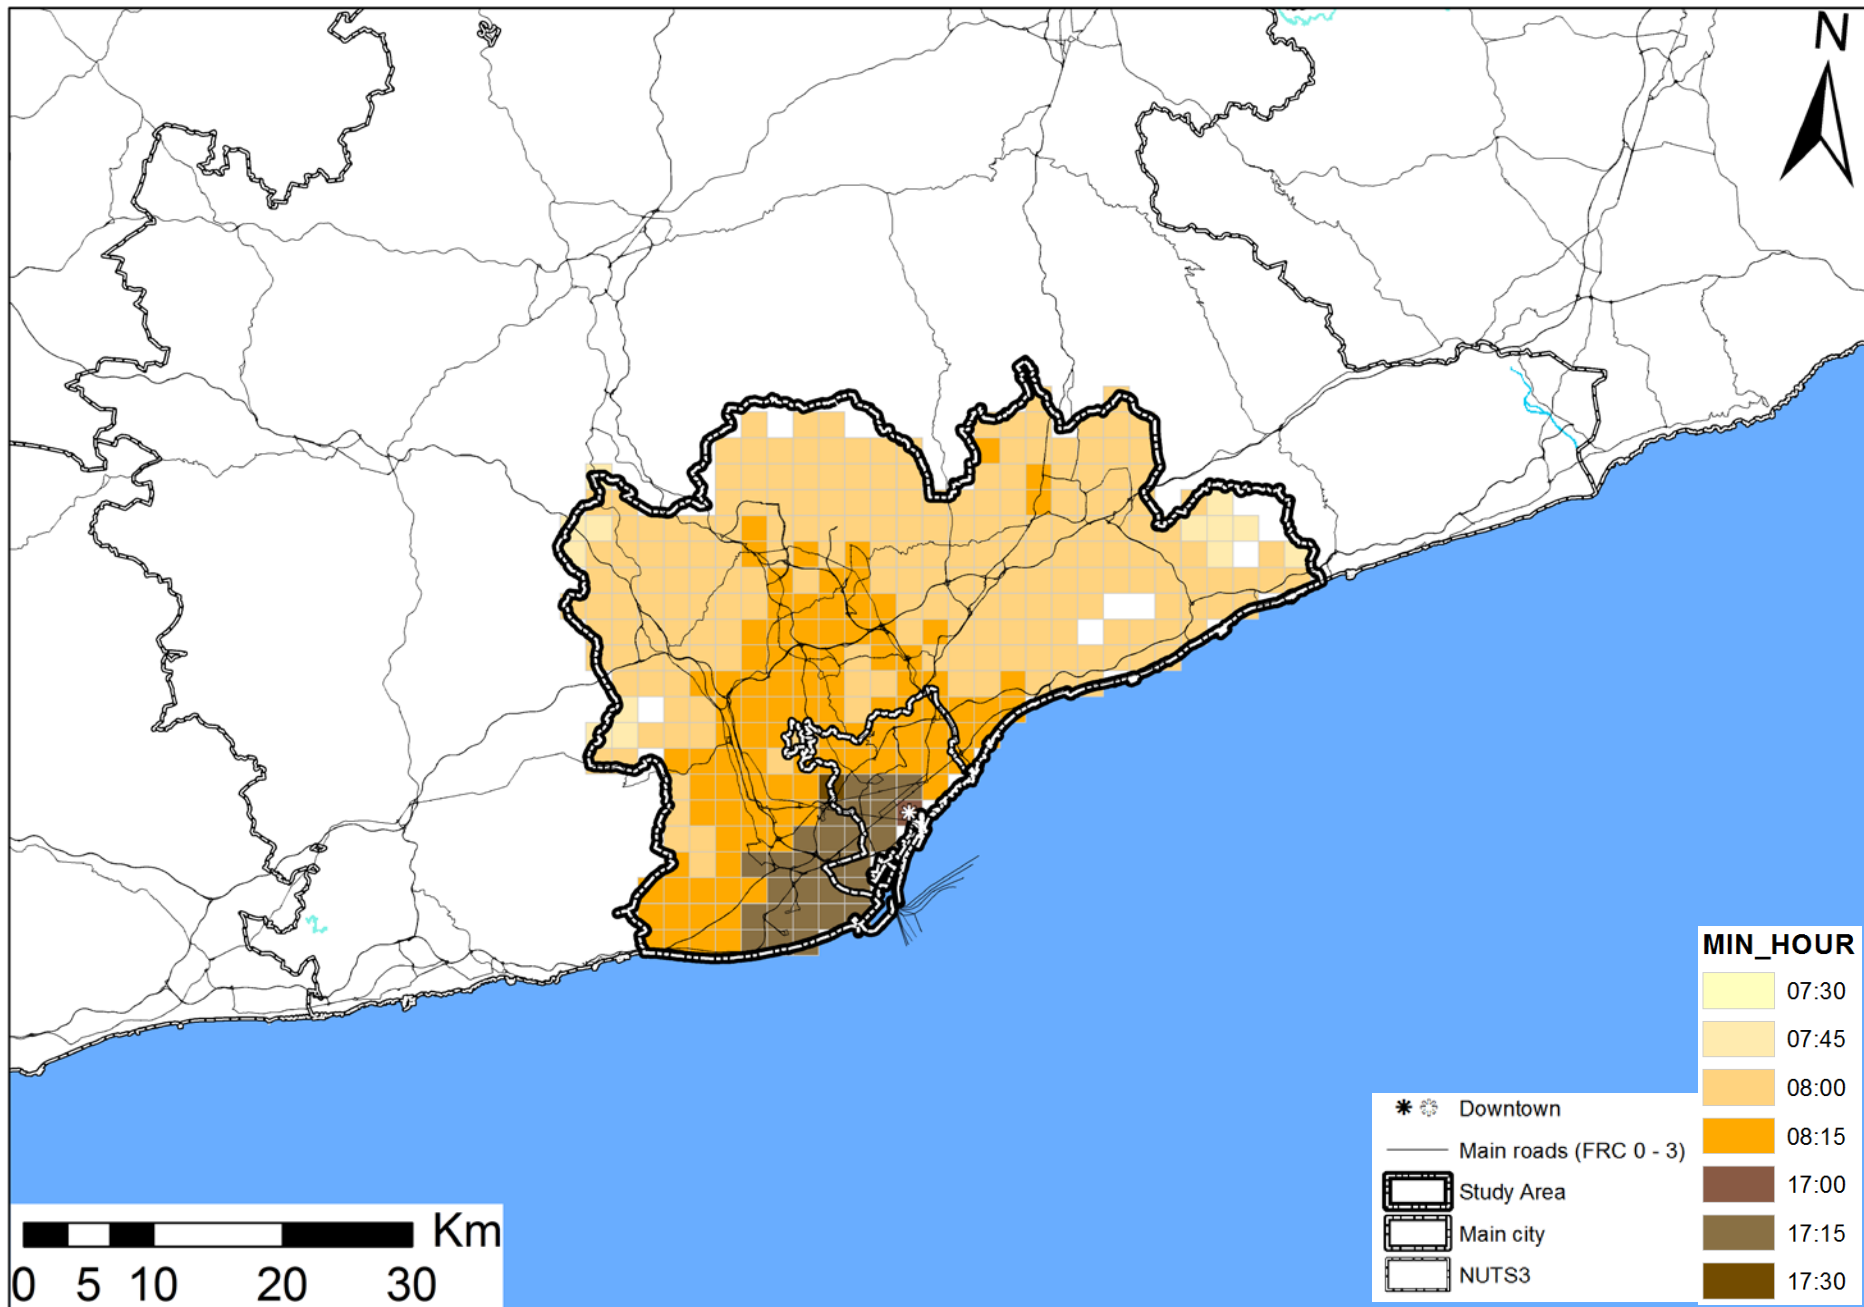 N
MIN_HOUR
07:30
07:45
08:00
08:15
17:00
17:15
17:30
Downtown
Main roads (FRC 0 - 3)
Study Area
Main city
NUTS3
Km
0 5 10 20 30